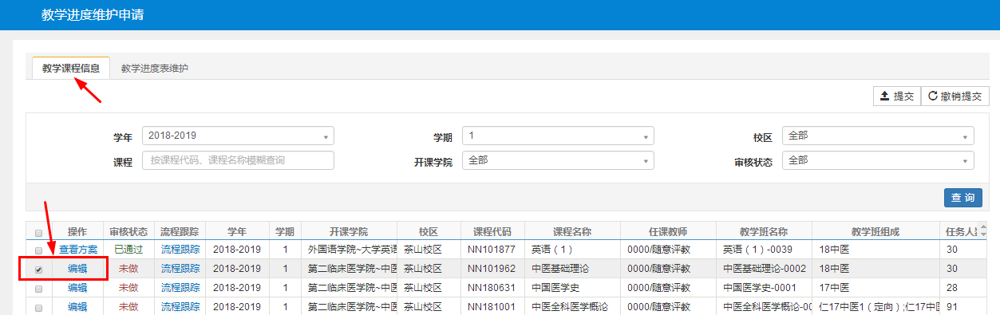 教学进度维护申请
教学课程信息 教学进度表维护
提交 撤销提交
学年 2018-2019 学期 1 校区 全部
课程 按课程代码、课程名称模糊查询 开课学院 全部 审核状态 全部
查 询
操作 审核状态 流程跟踪 学年 学期 开课学院 校区 课程代码 课程名称 任课教师 教学班名称 教学班组成 任务人数
查看方案 已通过 流程跟踪 2018-2019 1 外国语学院~大学英语 茶山校区 NN101877 英语（1） 0000/随意评教 英语（1）-0039 18中医 30
编辑 未做 流程跟踪 2018-2019 1 第二临床医学院~中医 茶山校区 NN101962 中医基础理论 0000/随意评教 中医基础理论-0002 18中医 30
编辑 未做 流程跟踪 2018-2019 1 第二临床医学院~中医 茶山校区 NN180631 中国医学史 0000/随意评教 中国医学史-0001 17中医 28
编辑 未做 流程跟踪 2018-2019 1 第二临床医学院~中医 茶山校区 NN181001 中医全科医学概论 0000/随意评教 中医全科医学概论-00 仁17中医1（定向）;仁17中医 91